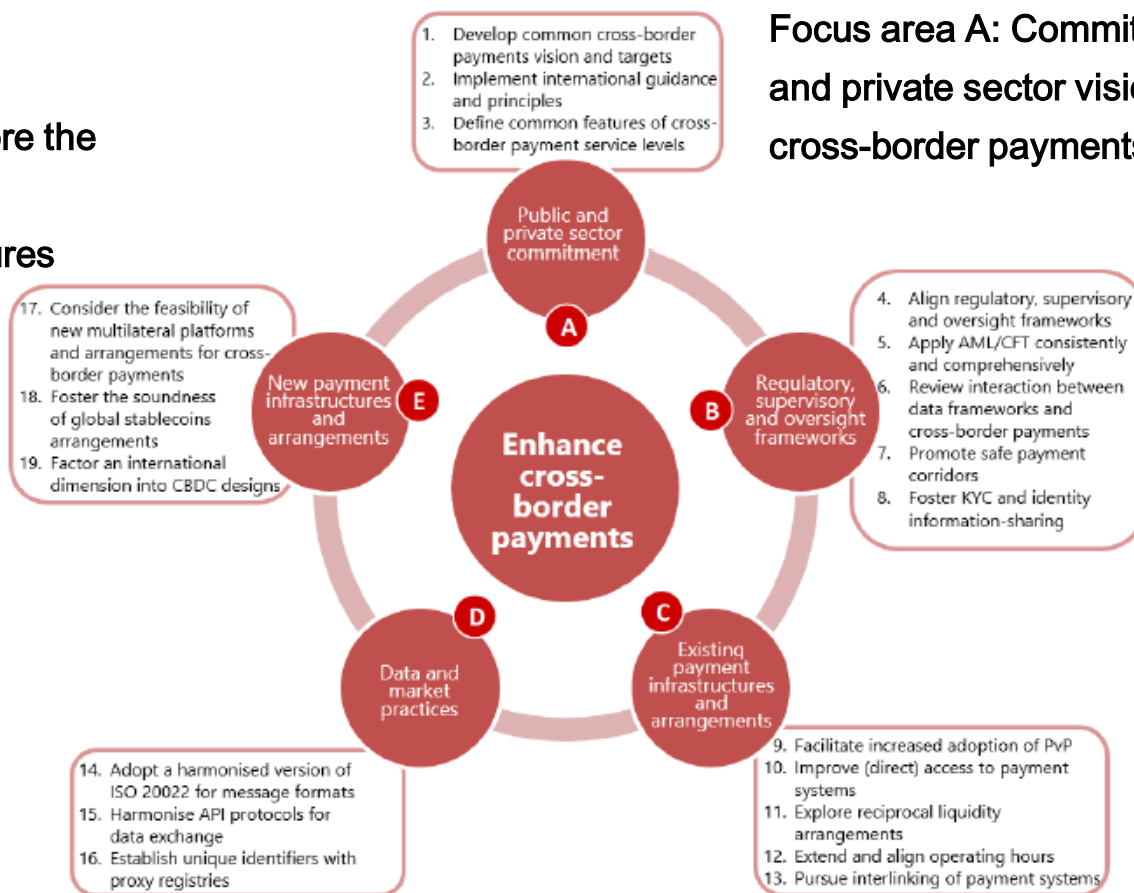 Focus area A: Commit
and private sector visi
cross-border payments
re the
ures
1. Develop common cross-border
payments vision and targets
2. Implement international guidance
and principles
3. Define common features of cross-
border payment service levels
Public and
private sector
commitment
A
4. Align regulatory, supervisory
and oversight frameworks
5. Apply AML/CFT consistently
and comprehensively
6. Review interaction between
data frameworks and
cross-border payments
7. Promote safe payment
corridors
8. Foster KYC and identity
information-sharing
Regulatory,
supervisory
and oversight
frameworks
B
17. Consider the feasibility of
new multilateral platforms
and arrangements for cross-
border payments
18. Foster the soundness
of global stablecoins
arrangements
19. Factor an international
dimension into CBDC designs
New payment
infrastructures
and
arrangements
E
Enhance
cross-
border
payments
D
Data and
market
practices
C
Existing
payment
infrastructures
and
arrangements
14. Adopt a harmonised version of
ISO 20022 for message formats
15. Harmonise API protocols for
data exchange
16. Establish unique identifiers with
proxy registries
9. Facilitate increased adoption of PvP
10. Improve (direct) access to payment
systems
11. Explore reciprocal liquidity
arrangements
12. Extend and align operating hours
13. Pursue interlinking of payment systems